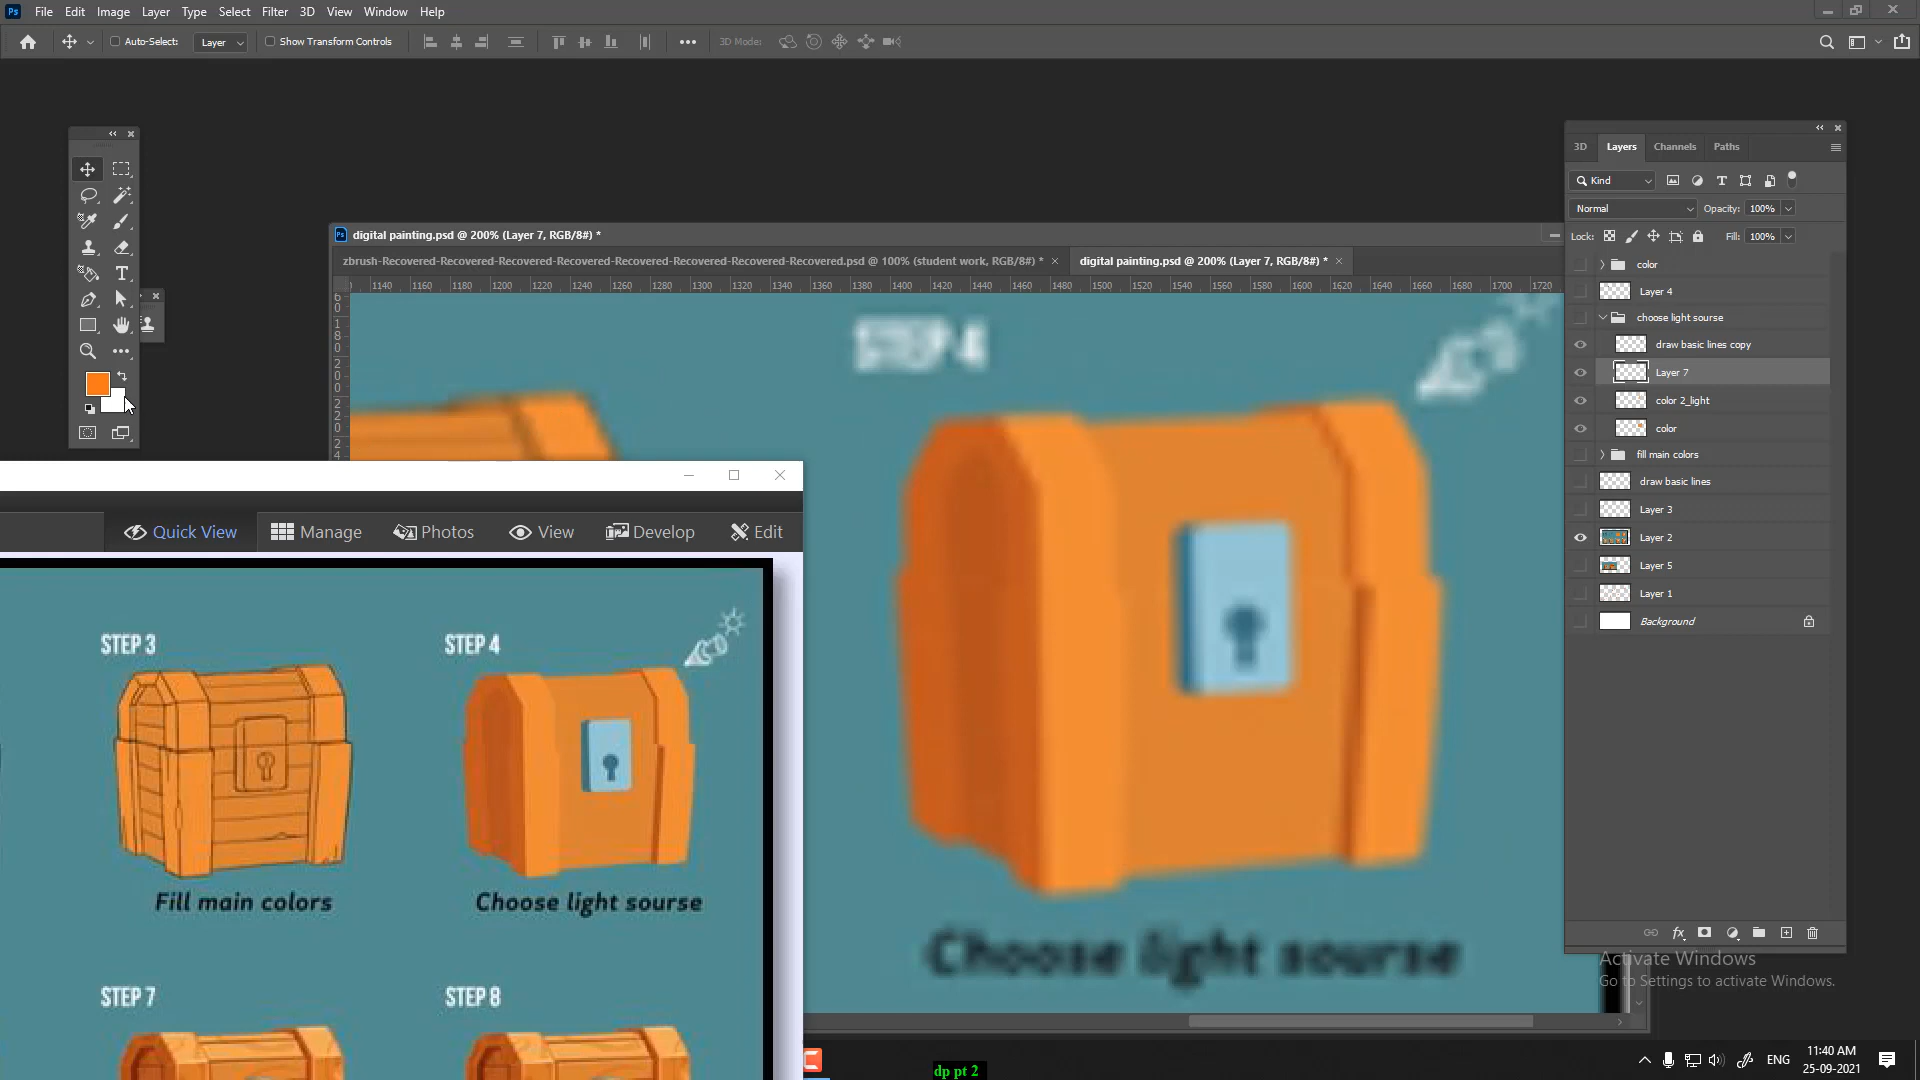 Ps File Edit Image Layer Type Select Filter 3D View Window Help
Auto-Select: Layer Show Transform Controls 3D Mode:
digital painting.psd @ 200% (Layer 7, RGB/8#) *
zbrush-Recovered-Recovered-Recovered-Recovered-Recovered-Recovered-Recovered-Recovered-Recovered.psd @ 100% (student work, RGB/8#) *
digital painting.psd @ 200% (Layer 7, RGB/8#) *
1140 1160 1180 1200 1220 1240 1260 1280 1300 1320 1340 1360 1380 1400 1420 1440 1460 1480 1500 1520 1540 1560 1580 1600 1620 1640 1660 1680 1700 1720
STEP 4
Choose light sourse
Quick View Manage Photos View Develop Edit
STEP 3
STEP 4
Fill main colors
Choose light sourse
STEP 7
STEP 8
3D Layers Channels Paths
Kind
Normal Opacity: 100%
Lock: Fill: 100%
color
Layer 4
choose light sourse
draw basic lines copy
Layer 7
color 2_light
color
fill main colors
draw basic lines
Layer 3
Layer 2
Layer 5
Layer 1
Background
fx
Activate Windows
Go to Settings to activate Windows.
dp pt 2
ENG
11:40 AM
25-09-2021